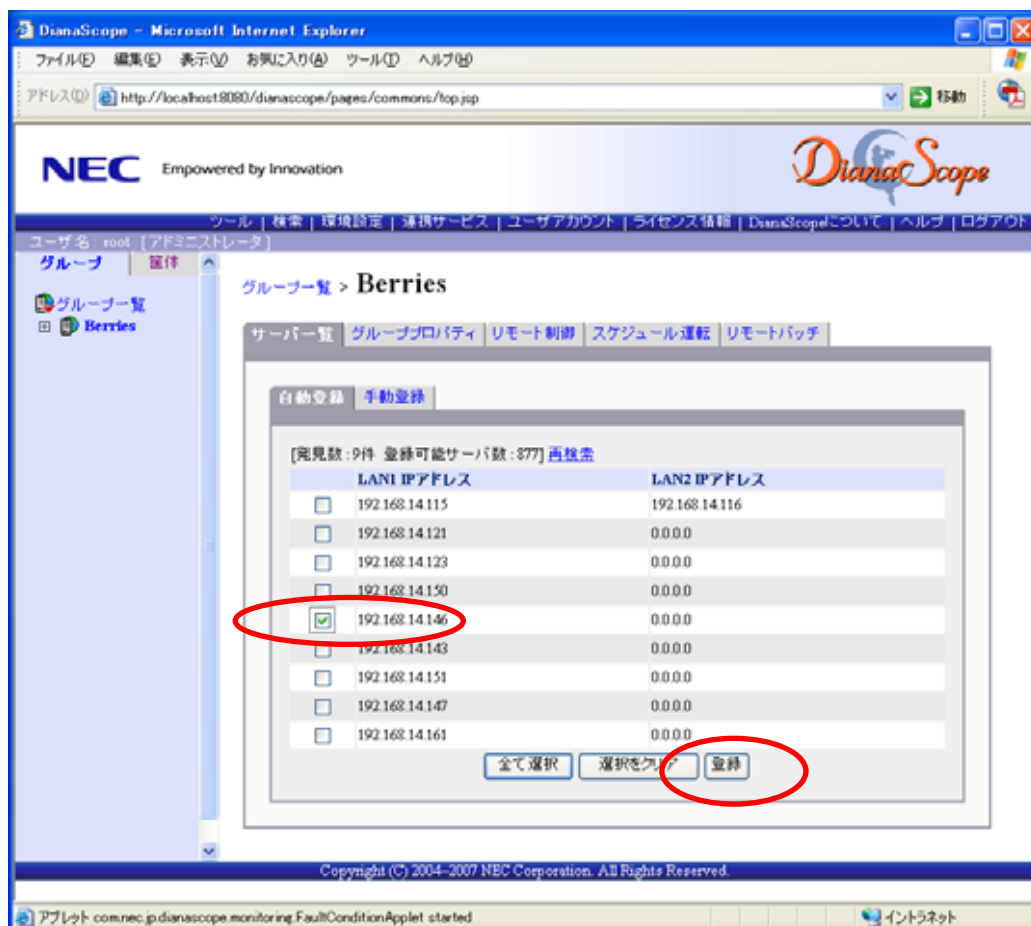 DianaScope - Microsoft Internet Explorer
ファイル(E) 編集(E) 表示(V) お気に入り(A) ツール(T) ヘルプ(H)
アドレス(D) http://localhost:8080/dianascope/pages/commons/top.jsp 移動
NEC Empowered by Innovation DianaScope
ツール | 検索 | 環境設定 | 連携サービス | ユーザアカウント | ライセンス情報 | DianaScopeについて | ヘルプ | ログアウト
ユーザ名 : root [アドミニストレータ]
グループ 筐体
グループ一覧
Berries
グループ一覧 > Berries
サーバ一覧 グループプロパティ リモート制御 スケジュール運転 リモートバッチ
自動登録 手動登録
[発見数 : 9件 登録可能サーバ数 : 877] 再検索
LAN1 IPアドレス LAN2 IPアドレス
192.168.14.115 192.168.14.116
192.168.14.121 0.0.0.0
192.168.14.123 0.0.0.0
192.168.14.150 0.0.0.0
192.168.14.146 0.0.0.0
192.168.14.143 0.0.0.0
192.168.14.151 0.0.0.0
192.168.14.147 0.0.0.0
192.168.14.161 0.0.0.0
全て選択 選択をクリア 登録
Copyright (C) 2004-2007 NEC Corporation. All Rights Reserved.
アプレット com.nec.jp.dianascope.monitoring.FaultConditionApplet started イントラネット